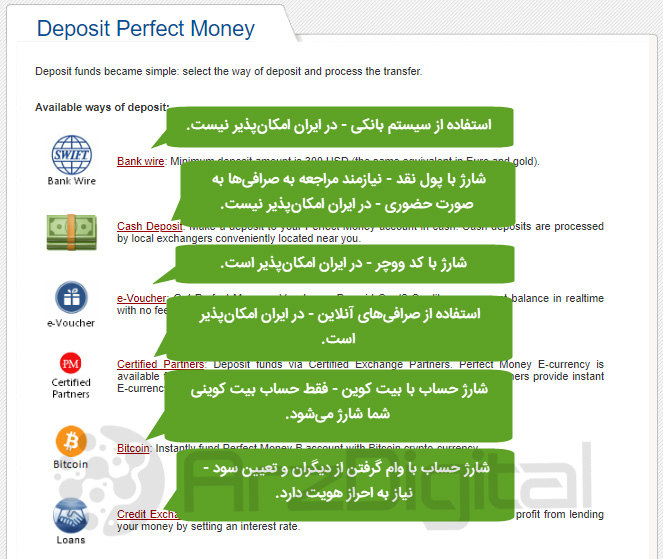 Deposit Perfect Money
Deposit funds became simple: select the way of deposit and process the transfer.
Available ways of deposit:
استفاده از سیستم بانکی - در ایران امکان‌پذیر نیست.
SWIFT
Bank Wire
Bank wire: Minimum deposit amount is 300 USD (the same equivalent in Euro and gold).
شارژ با پول نقد - نیازمند مراجعه به صرافی‌ها به
صورت حضوری - در ایران امکان‌پذیر نیست.
Cash Deposit: Make a deposit to your Perfect Money account in cash. Cash deposits are processed
by local exchangers conveniently located near you.
شارژ با کد ووچر - در ایران امکان‌پذیر است.
e-Voucher
e-Voucher: balance in realtime
with no fee
استفاده از صرافی‌های آنلاین - در ایران امکان‌پذیر
است.
PM
Certified
Partners
Certified Partners: Deposit funds via Certified Exchange Partners. Perfect Money E-currency is
available provide instant
E-currency
شارژ حساب با بیت کوین - فقط حساب بیت کوینی
شما شارژ می‌شود.
Bitcoin
Bitcoin: Instantly fund Perfect Money B account with Bitcoin crypto-currency.
شارژ حساب با وام گرفتن از دیگران و تعیین سود -
نیاز به احراز هویت دارد.
ArzDigital
Loans
Credit Excha profit from lending
your money by setting an interest rate.